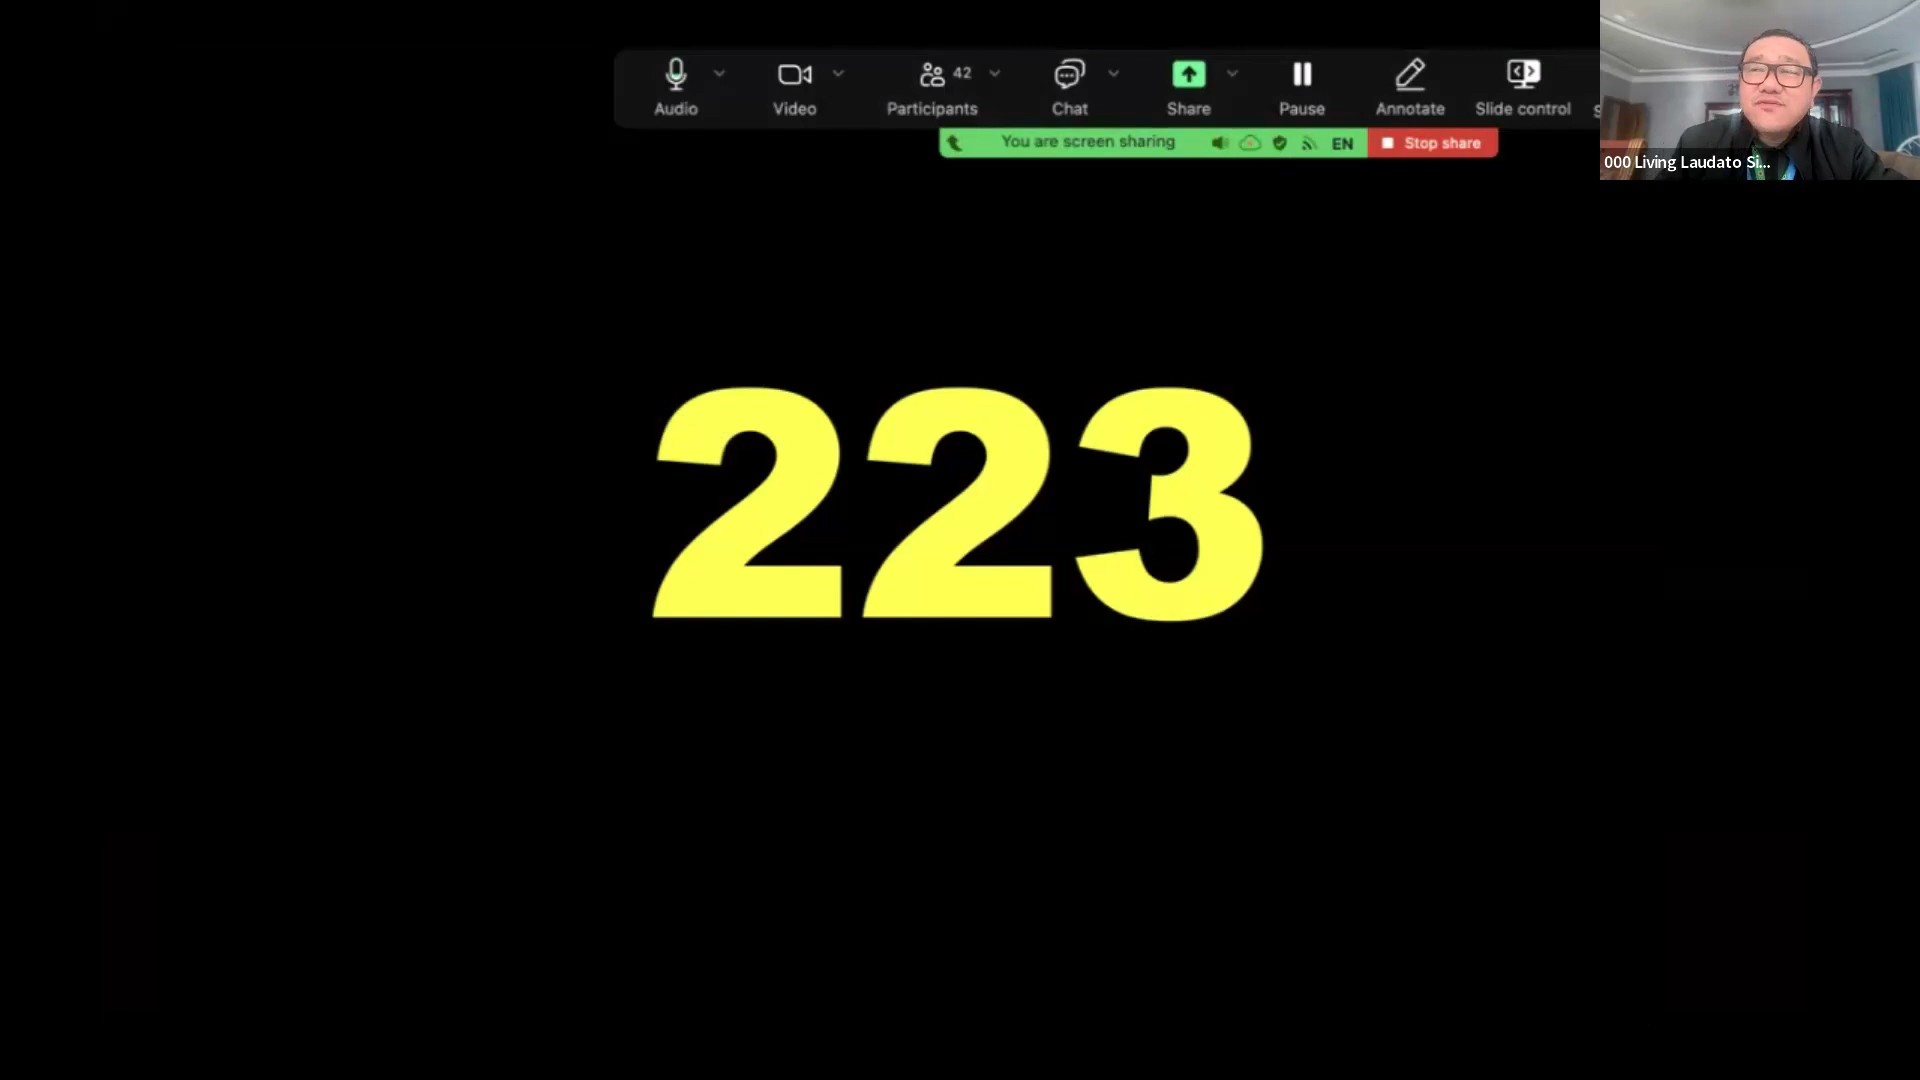 42
Audio Video Participants Chat Share Pause Annotate Slide control
You are screen sharing EN Stop share
000 Living Laudato Si...
223